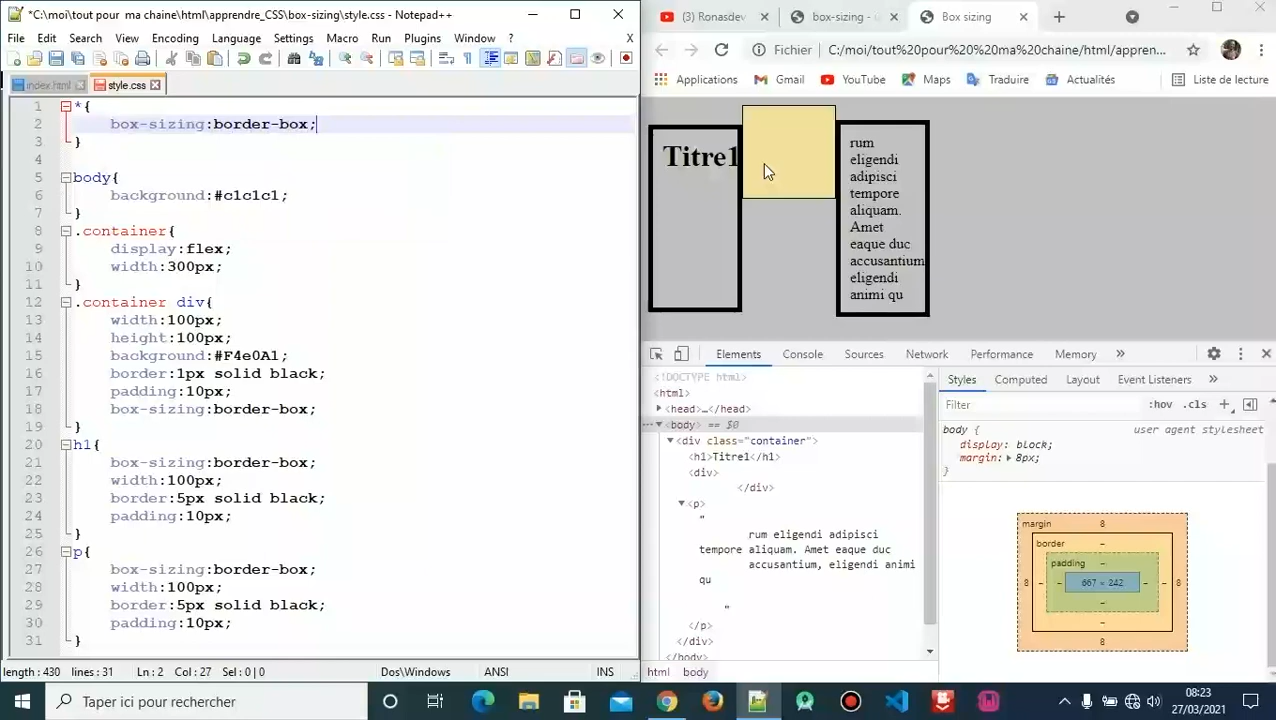 *C:\moi\tout pour  ma chaine\html\apprendre_CSS\box-sizing\style.css - Notepad++
File Edit Search View Encoding Language Settings Macro Run Plugins Window ? X
index.html style.css
1 *{
2 box-sizing:border-box;
3 }
4
5 body{
6 background:#c1c1c1;
7 }
8 .container{
9 display:flex;
10 width:300px;
11 }
12 .container div{
13 width:100px;
14 height:100px;
15 background:#F4e0A1;
16 border:1px solid black;
17 padding:10px;
18 box-sizing:border-box;
19 }
20 h1{
21 box-sizing:border-box;
22 width:100px;
23 border:5px solid black;
24 padding:10px;
25 }
26 p{
27 box-sizing:border-box;
28 width:100px;
29 border:5px solid black;
30 padding:10px;
31 }
length : 430 lines : 31 Ln : 2 Col : 27 Sel : 0 | 0 Dos\Windows ANSI INS
(3) Ronasdev box-sizing - Box sizing
Fichier C:/moi/tout%20pour%20%20ma%20chaine/html/appren...
Applications Gmail YouTube Maps Traduire Actualités Liste de lecture
Titre1
rum
eligendi
adipisci
tempore
aliquam.
Amet
eaque duc
accusantium
eligendi
animi qu
Elements Console Sources Network Performance Memory »
<!DOCTYPE html>
<html>
<head>…</head>
<body> == $0
<div class="container">
<h1>Titre1</h1>
<div>
</div>
<p>
"
rum eligendi adipisci
tempore aliquam. Amet eaque duc
accusantium, eligendi animi
qu
"
</p>
</div>
</body>
html body
Styles Computed Layout Event Listeners »
Filter :hov .cls +
body { user agent stylesheet
display: block;
margin: 8px;
}
margin 8
border –
padding –
8 – – 667 × 242 – – 8
–
–
8
Taper ici pour rechercher
08:23
27/03/2021